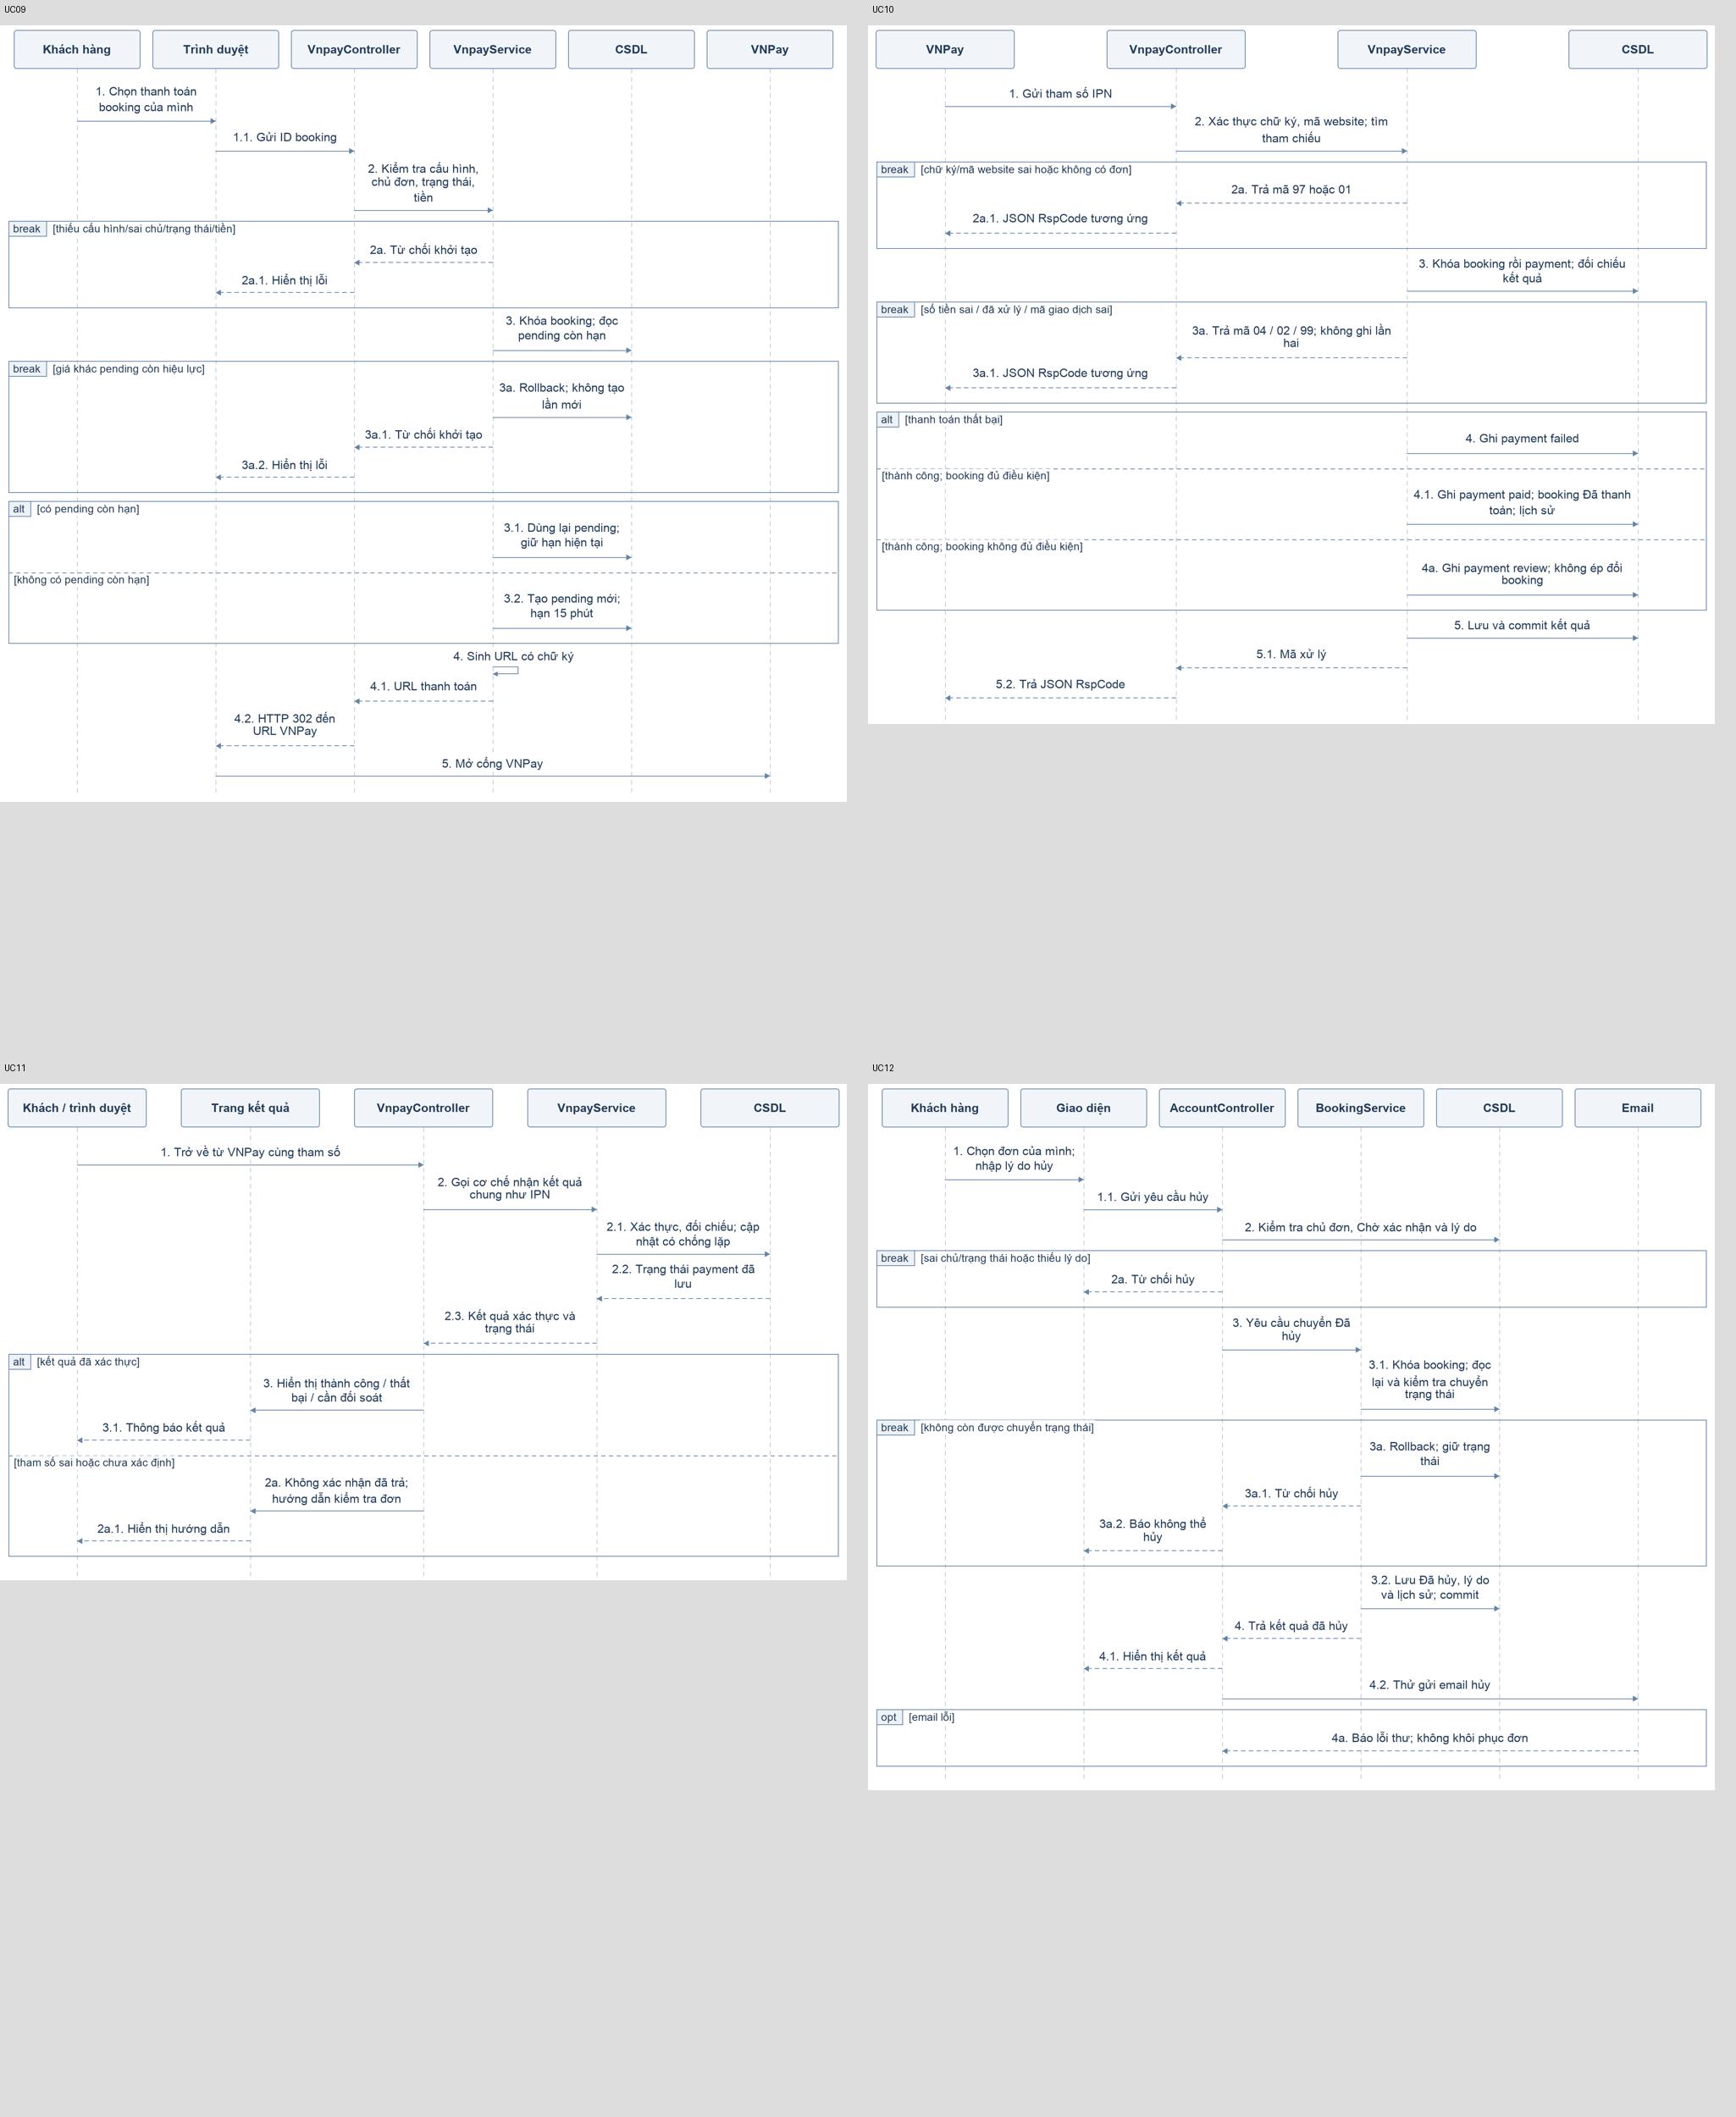 UC09
Khách hàng
Trình duyệt
VnpayController
VnpayService
CSDL
VNPay
1. Chọn thanh toán
booking của mình
1.1. Gửi ID booking
2. Kiểm tra cấu hình,
chủ đơn, trạng thái,
tiền
break [thiếu cấu hình/sai chủ/trạng thái/tiền]
2a. Từ chối khởi tạo
2a.1. Hiển thị lỗi
3. Khóa booking; đọc
pending còn hạn
break [giá khác pending còn hiệu lực]
3a. Rollback; không tạo
lần mới
3a.1. Từ chối khởi tạo
3a.2. Hiển thị lỗi
alt [có pending còn hạn]
3.1. Dùng lại pending;
giữ hạn hiện tại
[không có pending còn hạn]
3.2. Tạo pending mới;
hạn 15 phút
4. Sinh URL có chữ ký
4.1. URL thanh toán
4.2. HTTP 302 đến
URL VNPay
5. Mở cổng VNPay
UC10
VNPay
VnpayController
VnpayService
CSDL
1. Gửi tham số IPN
2. Xác thực chữ ký, mã website; tìm
tham chiếu
break [chữ ký/mã website sai hoặc không có đơn]
2a. Trả mã 97 hoặc 01
2a.1. JSON RspCode tương ứng
3. Khóa booking rồi payment; đối chiếu
kết quả
break [số tiền sai / đã xử lý / mã giao dịch sai]
3a. Trả mã 04 / 02 / 99; không ghi lần
hai
3a.1. JSON RspCode tương ứng
alt [thanh toán thất bại]
4. Ghi payment failed
[thành công; booking đủ điều kiện]
4.1. Ghi payment paid; booking Đã thanh
toán; lịch sử
[thành công; booking không đủ điều kiện]
4a. Ghi payment review; không ép đổi
booking
5. Lưu và commit kết quả
5.1. Mã xử lý
5.2. Trả JSON RspCode
UC11
Khách / trình duyệt
Trang kết quả
VnpayController
VnpayService
CSDL
1. Trở về từ VNPay cùng tham số
2. Gọi cơ chế nhận kết quả
chung như IPN
2.1. Xác thực, đối chiếu; cập
nhật có chống lặp
2.2. Trạng thái payment đã
lưu
2.3. Kết quả xác thực và
trạng thái
alt [kết quả đã xác thực]
3. Hiển thị thành công / thất
bại / cần đối soát
3.1. Thông báo kết quả
[tham số sai hoặc chưa xác định]
2a. Không xác nhận đã trả;
hướng dẫn kiểm tra đơn
2a.1. Hiển thị hướng dẫn
UC12
Khách hàng
Giao diện
AccountController
BookingService
CSDL
Email
1. Chọn đơn của mình;
nhập lý do hủy
1.1. Gửi yêu cầu hủy
2. Kiểm tra chủ đơn, Chờ xác nhận và lý do
break [sai chủ/trạng thái hoặc thiếu lý do]
2a. Từ chối hủy
3. Yêu cầu chuyển Đã
hủy
3.1. Khóa booking; đọc
lại và kiểm tra chuyển
trạng thái
break [không còn được chuyển trạng thái]
3a. Rollback; giữ trạng
thái
3a.1. Từ chối hủy
3a.2. Báo không thể
hủy
3.2. Lưu Đã hủy, lý do
và lịch sử; commit
4. Trả kết quả đã hủy
4.1. Hiển thị kết quả
4.2. Thử gửi email hủy
opt [email lỗi]
4a. Báo lỗi thư; không khôi phục đơn